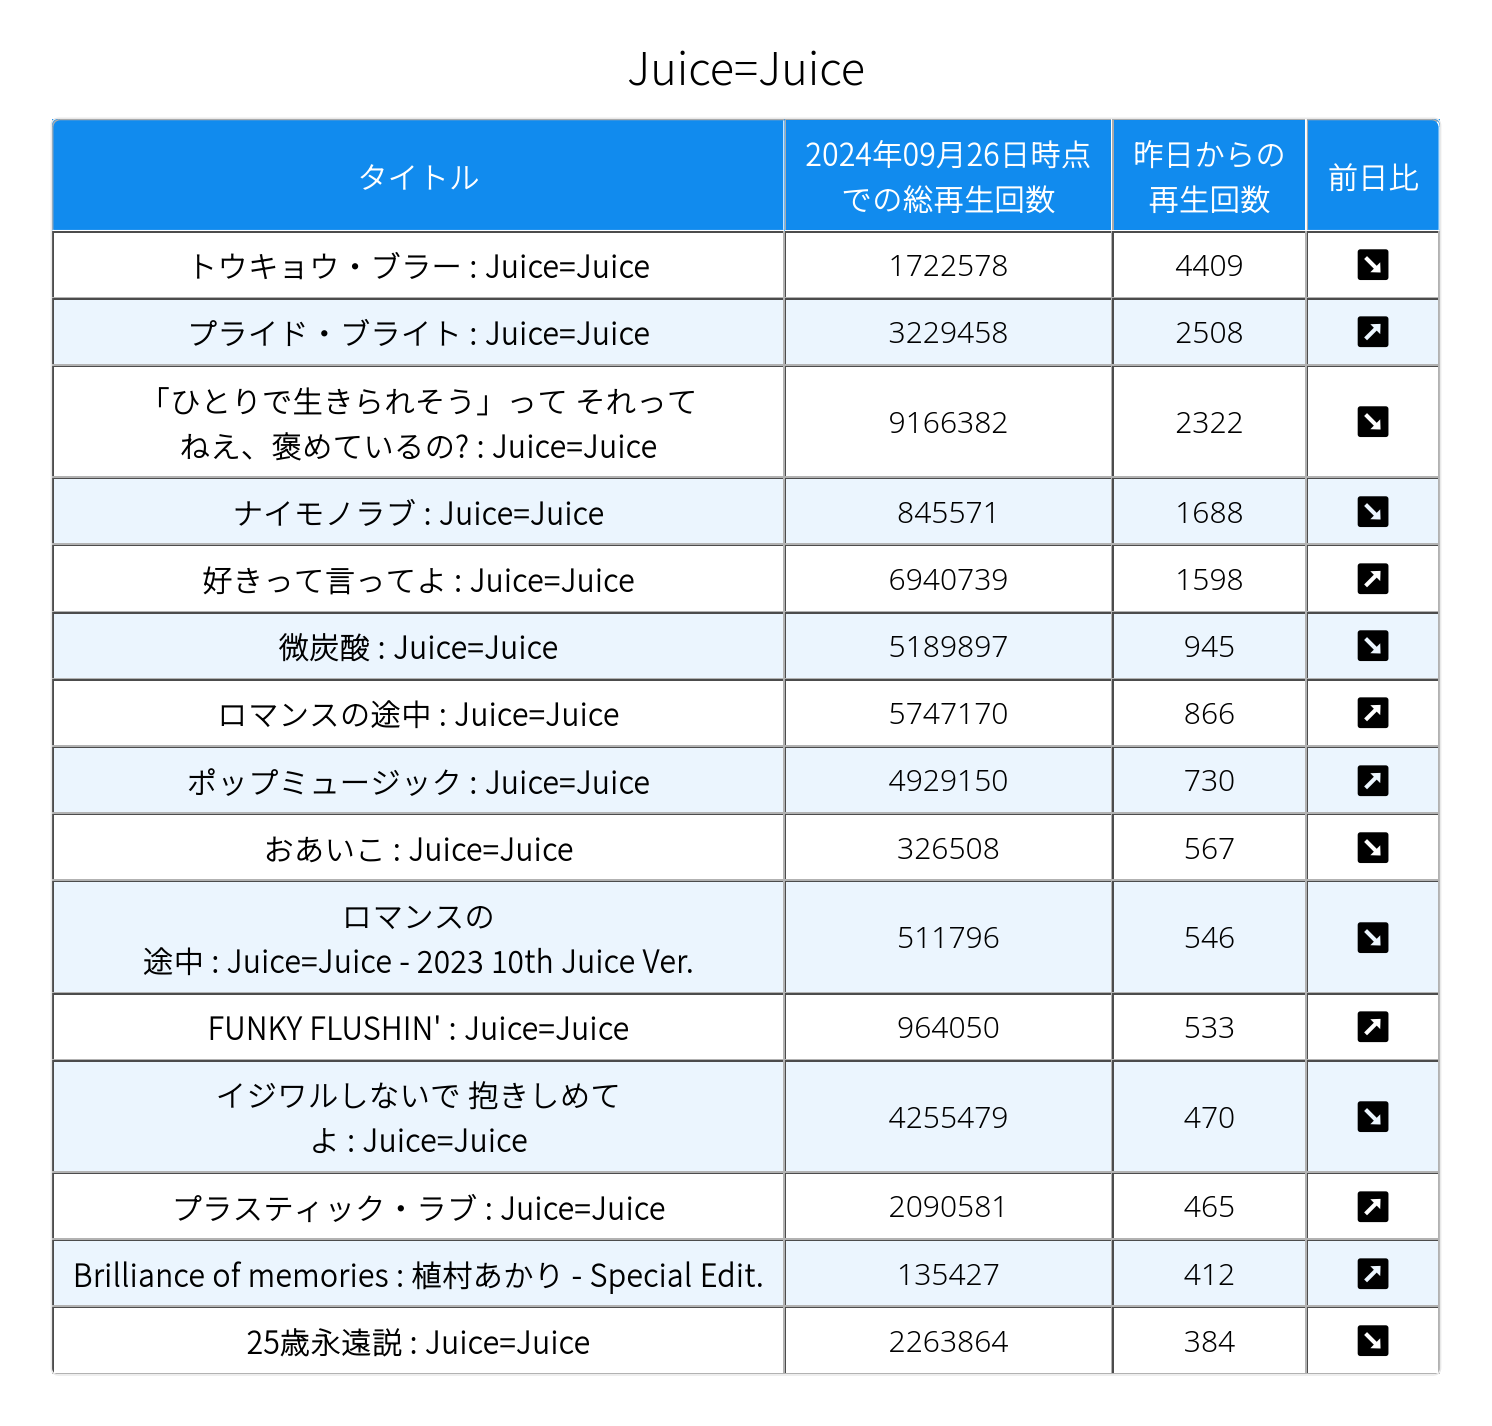 Juice=Juice
タイトル
2024年09月26日時点
での総再生回数
昨日からの
再生回数
前日比
トウキョウ・ブラー : Juice=Juice
1722578
4409
プライド・ブライト : Juice=Juice
3229458
2508
「ひとりで生きられそう」って それって
ねえ、褒めているの? : Juice=Juice
9166382
2322
ナイモノラブ : Juice=Juice
845571
1688
好きって言ってよ : Juice=Juice
6940739
1598
微炭酸 : Juice=Juice
5189897
945
ロマンスの途中 : Juice=Juice
5747170
866
ポップミュージック : Juice=Juice
4929150
730
おあいこ : Juice=Juice
326508
567
ロマンスの
途中 : Juice=Juice - 2023 10th Juice Ver.
511796
546
FUNKY FLUSHIN' : Juice=Juice
964050
533
イジワルしないで 抱きしめて
よ : Juice=Juice
4255479
470
プラスティック・ラブ : Juice=Juice
2090581
465
Brilliance of memories : 植村あかり - Special Edit.
135427
412
25歳永遠説 : Juice=Juice
2263864
384